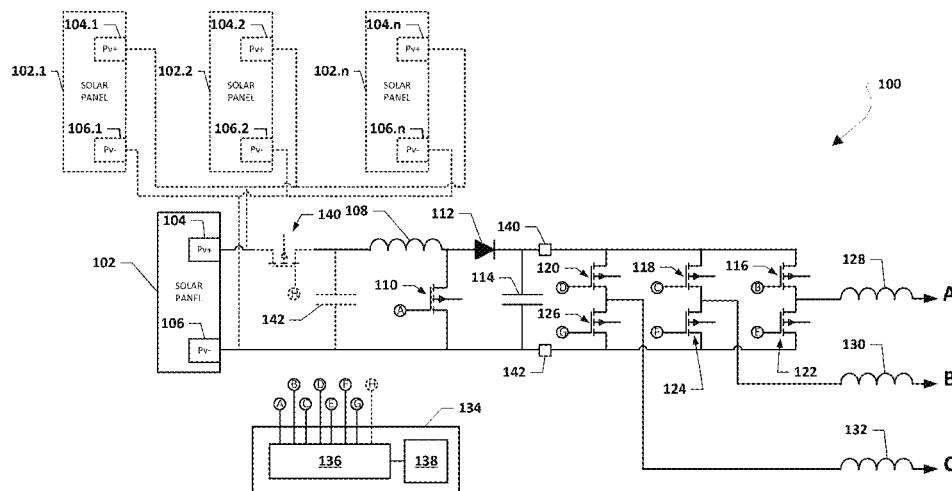 104.1
Pv+
102.1
SOLAR
PANEL
106.1
Pv-
104.2
Pv+
102.2
SOLAR
PANEL
106.2
Pv-
104.n
Pv+
102.n
SOLAR
PANEL
106.n
Pv-
100
104
Pv+
102
SOLAR
PANEL
106
Pv-
140
H
142
108
110
A
112
114
140
142
120
D
126
G
118
C
F
124
116
B
E
122
128
A
130
B
132
C
A
B
C
D
E
F
G
H
134
136
138